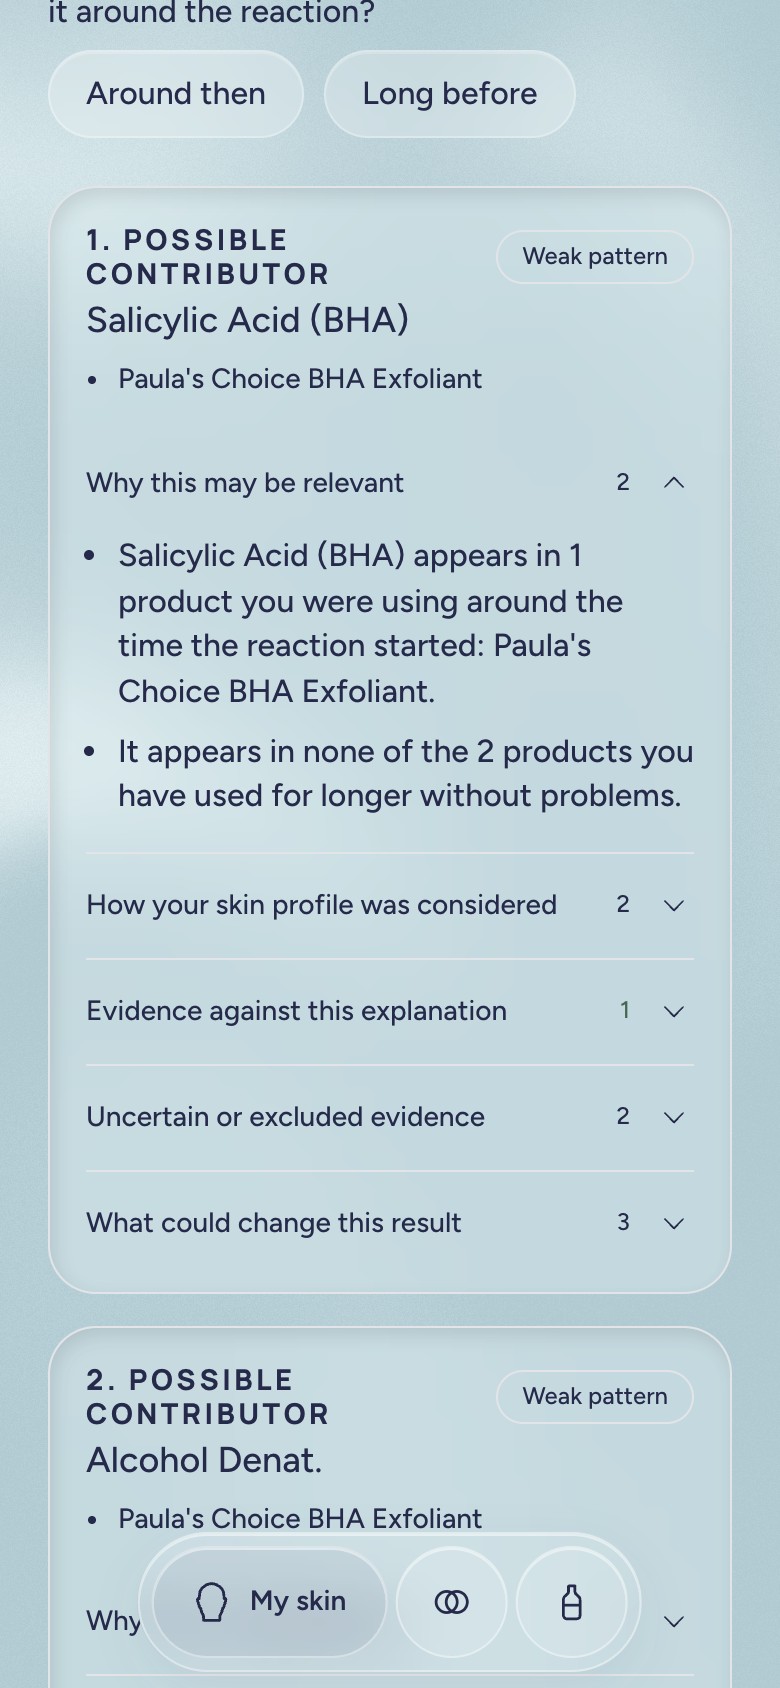 it around the reaction?
Around then
Long before
1. POSSIBLE
CONTRIBUTOR
Weak pattern
Salicylic Acid (BHA)
• Paula's Choice BHA Exfoliant
Why this may be relevant 2
• Salicylic Acid (BHA) appears in 1
product you were using around the
time the reaction started: Paula's
Choice BHA Exfoliant.
• It appears in none of the 2 products you
have used for longer without problems.
How your skin profile was considered 2
Evidence against this explanation 1
Uncertain or excluded evidence 2
What could change this result 3
2. POSSIBLE
CONTRIBUTOR
Weak pattern
Alcohol Denat.
• Paula's Choice BHA Exfoliant
Why
My skin